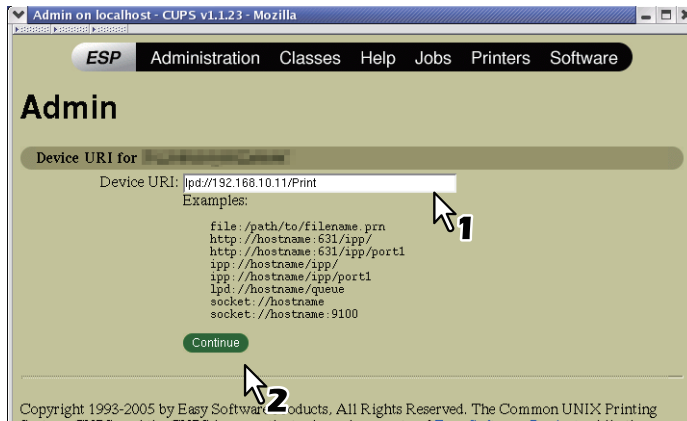 Admin on localhost - CUPS v1.1.23 - Mozilla
ESP Administration Classes Help Jobs Printers Software
Admin
Device URI for
Device URI: lpd://192.168.10.11/Print
Examples:
file:/path/to/filename.prn
http://hostname:631/ipp/
http://hostname:631/ipp/port1
ipp://hostname/ipp/
ipp://hostname/ipp/port1
lpd://hostname/queue
socket://hostname
socket://hostname:9100
1
Continue
2
Copyright 1993-2005 by Easy Software Products, All Rights Reserved. The Common UNIX Printing